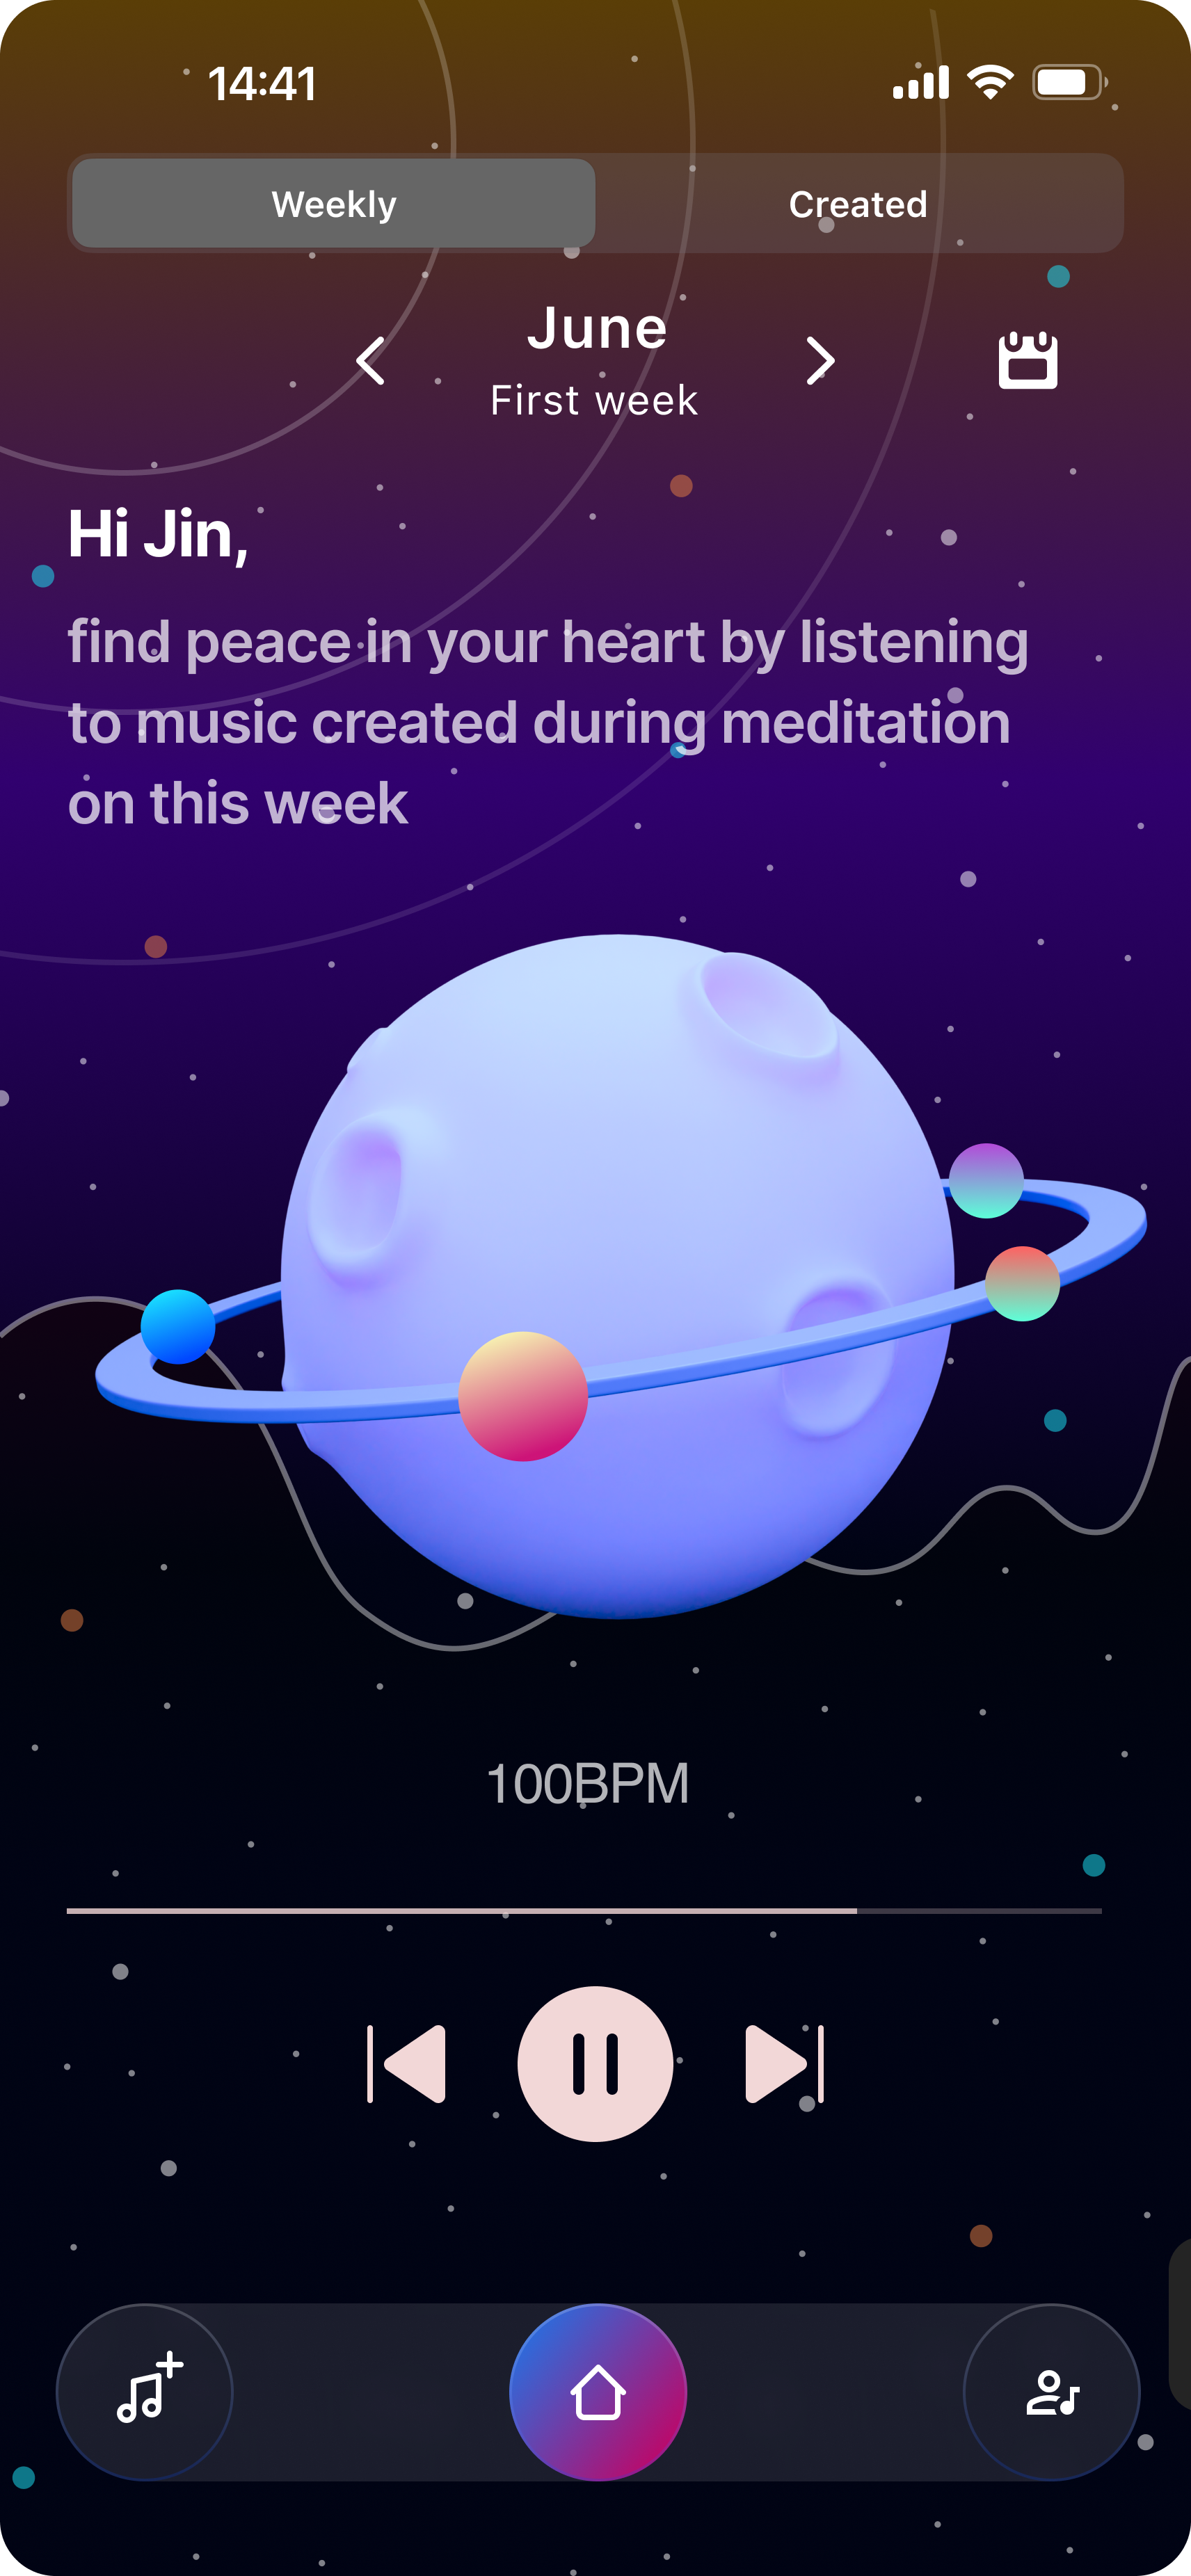 14:41
Weekly
Created
June
First week
Hi Jin,
find peace in your heart by listening
to music created during meditation
on this week
100BPM